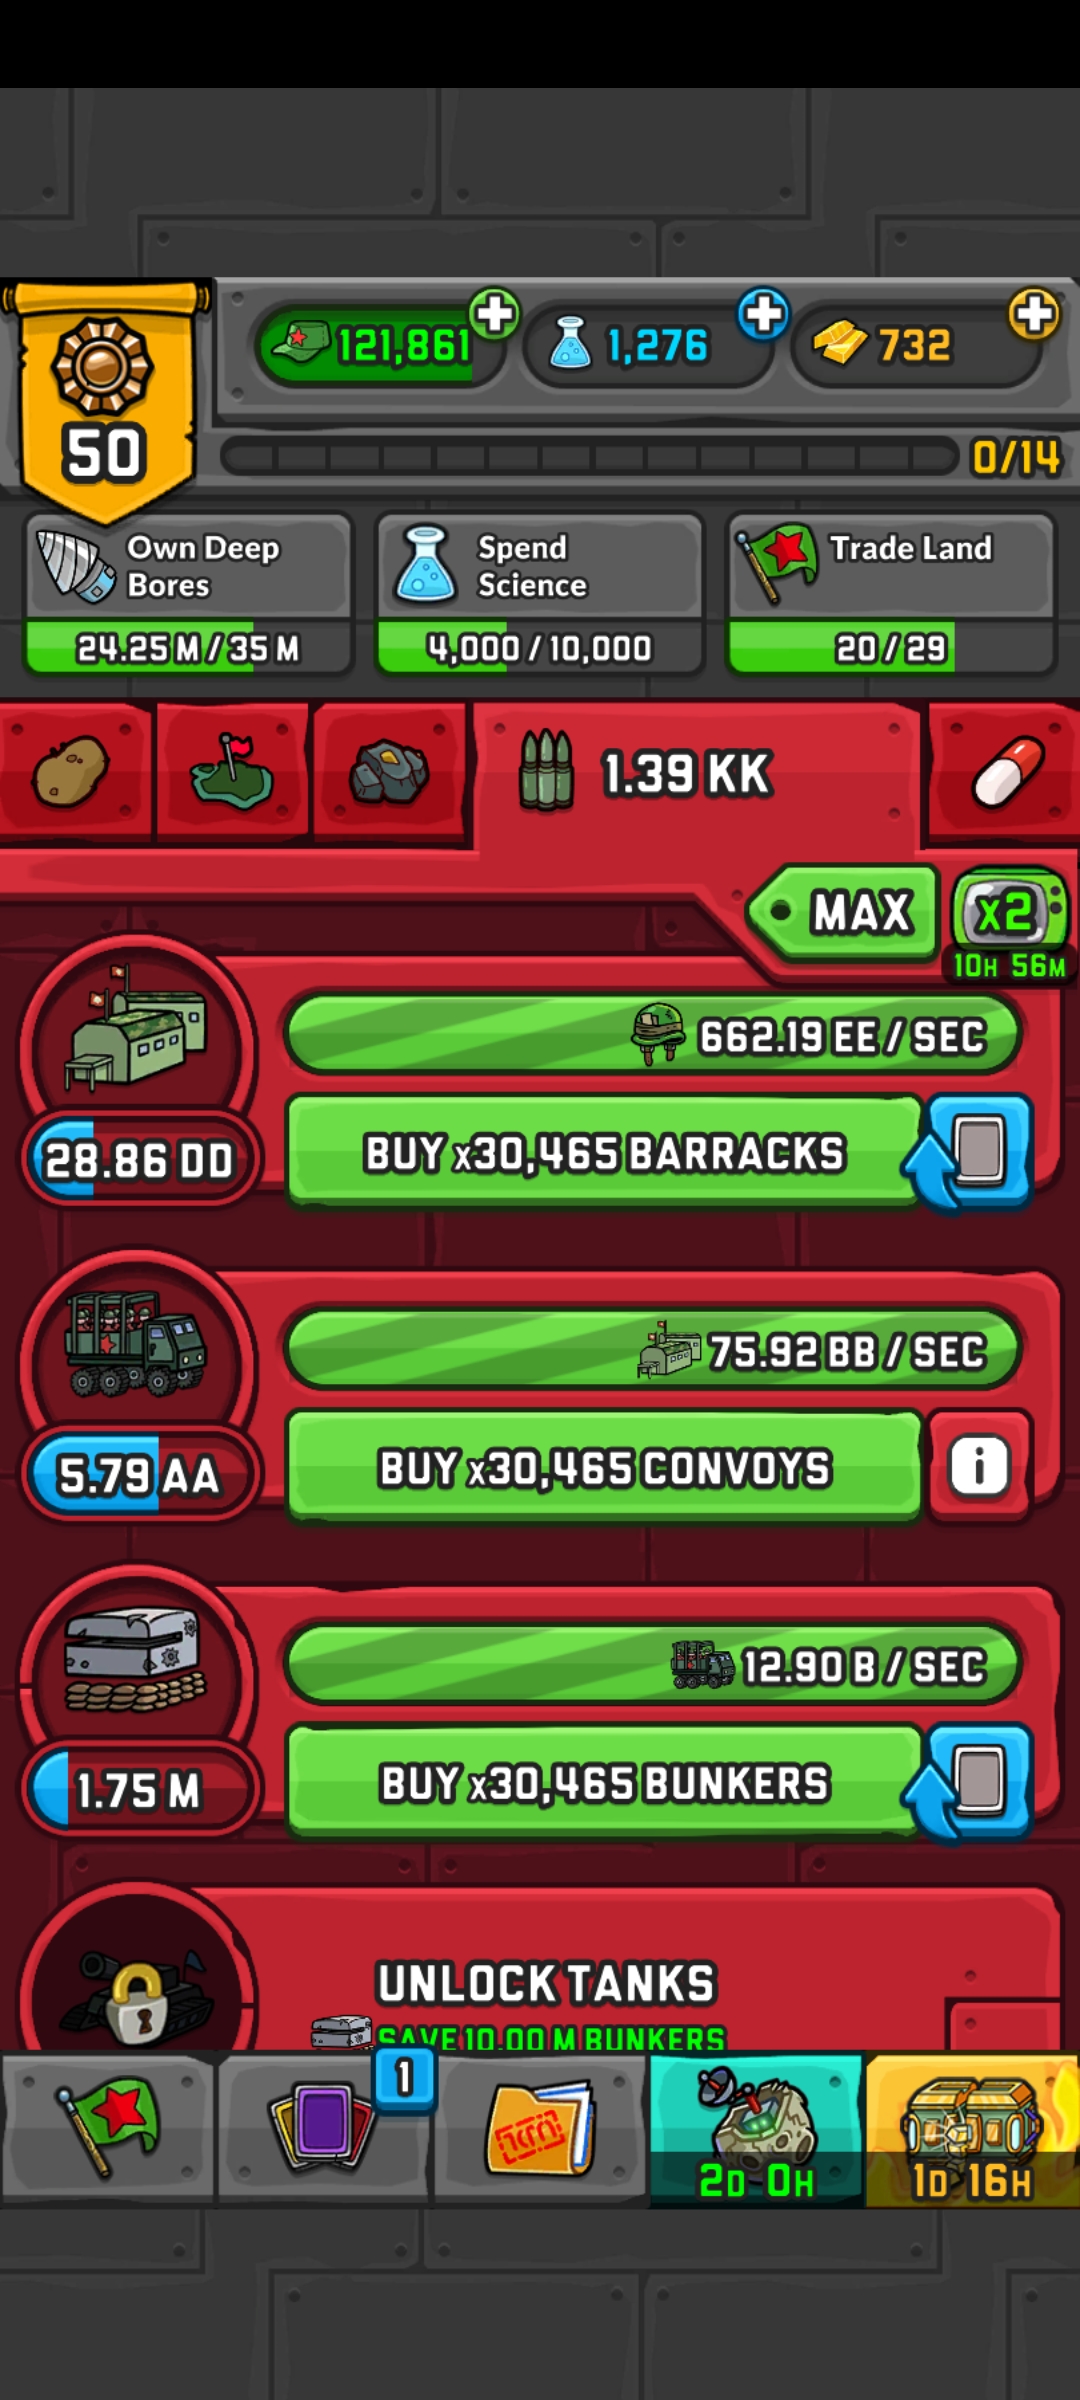 121,861
1,276
732
50
0/14
Own Deep
Bores
24.25 M / 35 M
Spend
Science
4,000 / 10,000
Trade Land
20 / 29
1.39 KK
MAX
x2
10H 56M
662.19 EE / SEC
28.86 DD
BUY x30,465 BARRACKS
75.92 BB / SEC
5.79 AA
BUY x30,465 CONVOYS
i
12.90 B / SEC
1.75 M
BUY x30,465 BUNKERS
UNLOCK TANKS
SAVE 10.00 M BUNKERS
1
2D 0H
1D 16H